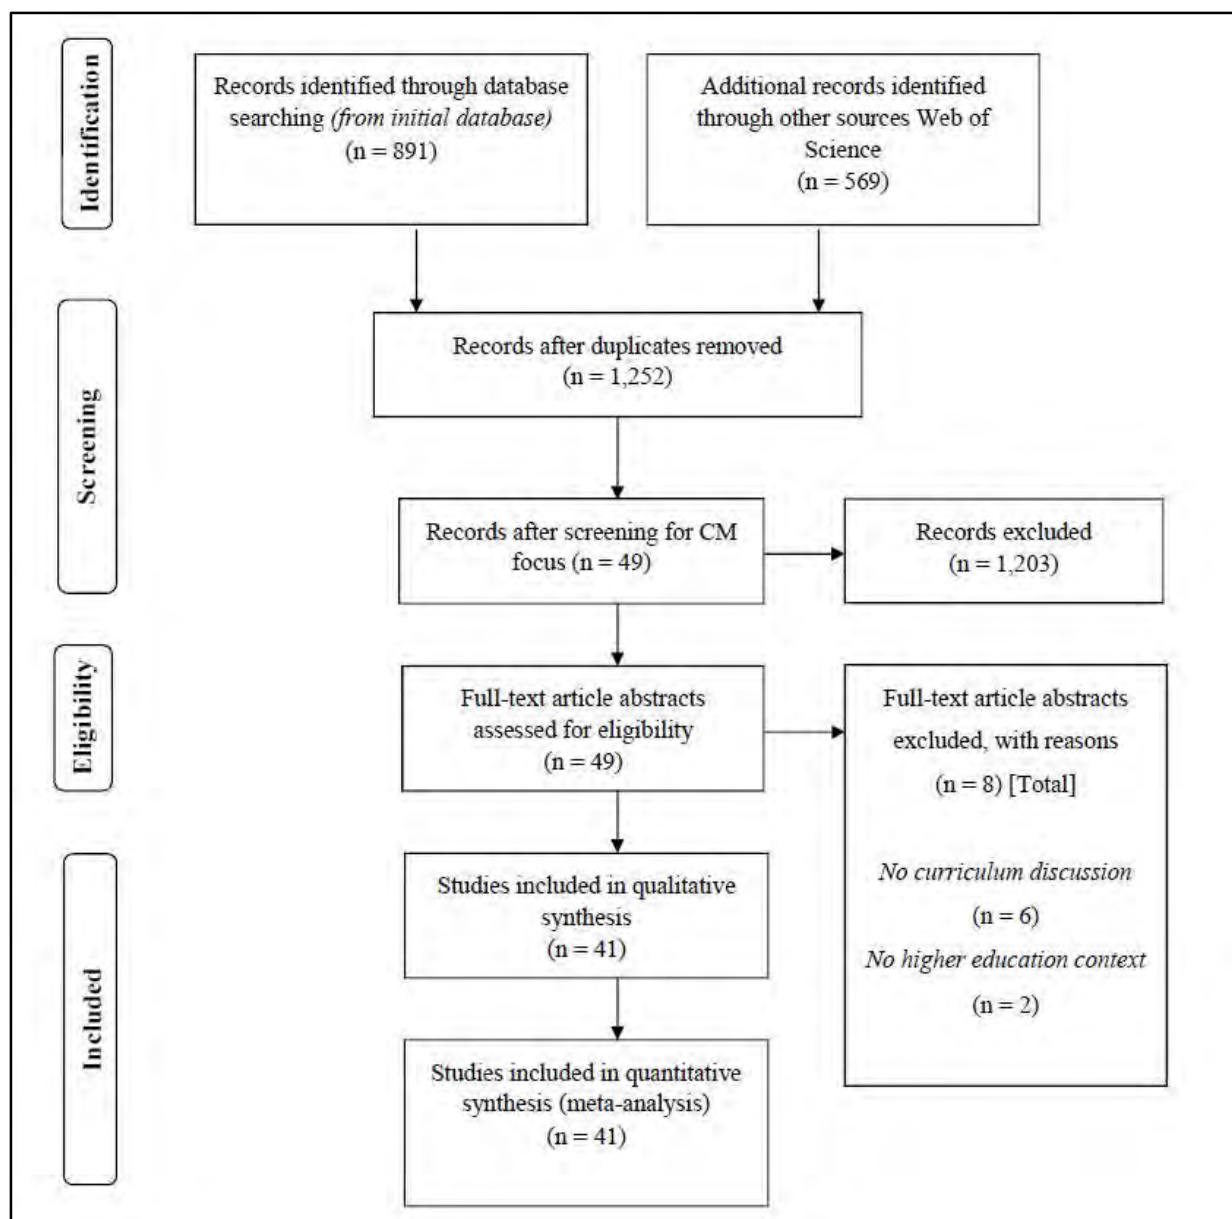 Identification
Records identified through database
searching (from initial database)
(n = 891)
Additional records identified
through other sources Web of
Science
(n = 569)
Screening
Records after duplicates removed
(n = 1,252)
Records after screening for CM
focus (n = 49)
Records excluded
(n = 1,203)
Eligibility
Full-text article abstracts
assessed for eligibility
(n = 49)
Full-text article abstracts
excluded, with reasons
(n = 8) [Total]
No curriculum discussion
(n = 6)
No higher education context
(n = 2)
Included
Studies included in qualitative
synthesis
(n = 41)
Studies included in quantitative
synthesis (meta-analysis)
(n = 41)